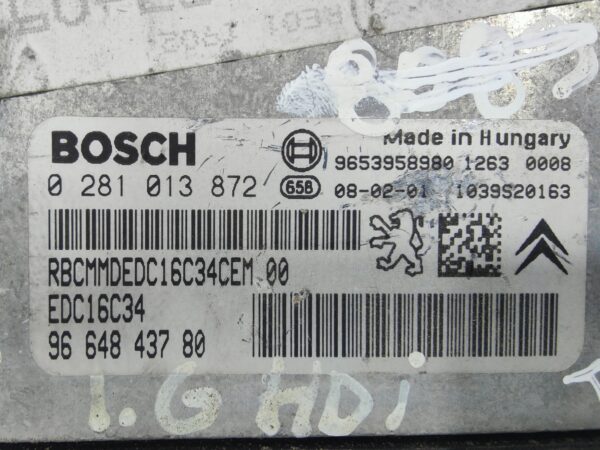 BOSCH
Made in Hungary
9653958980 1263 0008
0 281 013 872 656 08-02-01 1039S20163
RBCMMDEDC16C34CEM 00
EDC16C34
96 648 437 80
1.6 HDi